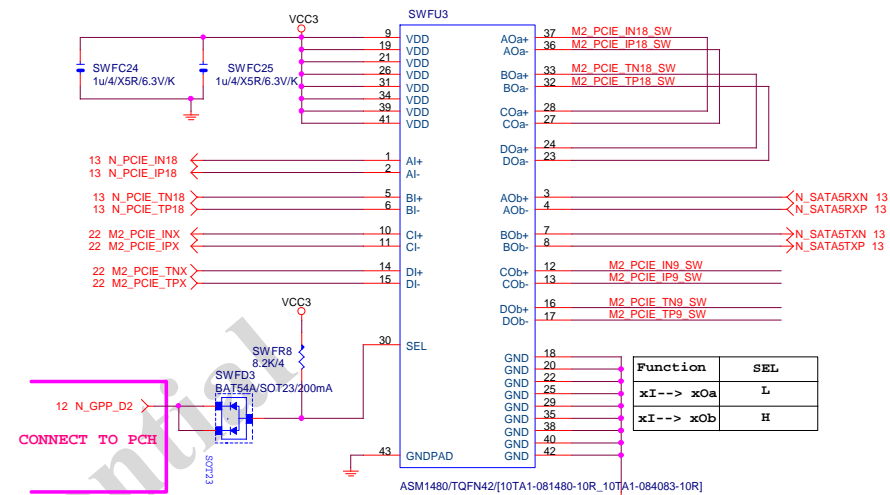 VCC3
SWFU3
SWFC24
1u/4/X5R/6.3V/K
SWFC25
1u/4/X5R/6.3V/K
9 VDD
19 VDD
21 VDD
26 VDD
31 VDD
34 VDD
39 VDD
41 VDD
13 N_PCIE_IN18 1 AI+
13 N_PCIE_IP18 2 AI-
13 N_PCIE_TN18 5 BI+
13 N_PCIE_TP18 6 BI-
22 M2_PCIE_INX 10 CI+
22 M2_PCIE_IPX 11 CI-
22 M2_PCIE_TNX 14 DI+
22 M2_PCIE_TPX 15 DI-
VCC3
30 SEL
SWFR8
8.2K/4
SWFD3
BAT54A/SOT23/200mA
12 N_GPP_D2
CONNECT TO PCH
SOT23
43 GNDPAD
AOa+ 37 M2_PCIE_IN18_SW
AOa- 36 M2_PCIE_IP18_SW
BOa+ 33 M2_PCIE_TN18_SW
BOa- 32 M2_PCIE_TP18_SW
COa+ 28
COa- 27
DOa+ 24
DOa- 23
AOb+ 3 N_SATA5RXN 13
AOb- 4 N_SATA5RXP 13
BOb+ 7 N_SATA5TXN 13
BOb- 8 N_SATA5TXP 13
COb+ 12 M2_PCIE_IN9_SW
COb- 13 M2_PCIE_IP9_SW
DOb+ 16 M2_PCIE_TN9_SW
DOb- 17 M2_PCIE_TP9_SW
GND 18
GND 20
GND 22
GND 25
GND 29
GND 35
GND 38
GND 40
GND 42
Function SEL
xI--> xOa L
xI--> xOb H
ASM1480/TQFN42/[10TA1-081480-10R_10TA1-084083-10R]
ntial